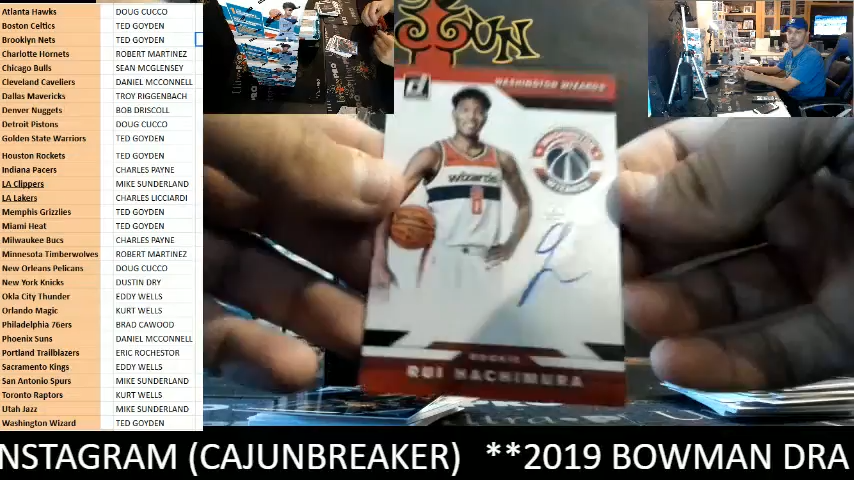 Atlanta Hawks DOUG CUCCO
Boston Celtics TED GOYDEN
Brooklyn Nets TED GOYDEN
Charlotte Hornets ROBERT MARTINEZ
Chicago Bulls SEAN MCGLENSEY
Cleveland Cavaliers DANIEL MCCONNELL
Dallas Mavericks TROY RIGGENBACH
Denver Nuggets BOB DRISCOLL
Detroit Pistons DOUG CUCCO
Golden State Warriors TED GOYDEN
Houston Rockets TED GOYDEN
Indiana Pacers CHARLES PAYNE
LA Clippers MIKE SUNDERLAND
LA Lakers CHARLES LICCIARDI
Memphis Grizzlies TED GOYDEN
Miami Heat TED GOYDEN
Milwaukee Bucs CHARLES PAYNE
Minnesota Timberwolves ROBERT MARTINEZ
New Orleans Pelicans DOUG CUCCO
New York Knicks DUSTIN DRY
Okla City Thunder EDDY WELLS
Orlando Magic KURT WELLS
Philadelphia 76ers BRAD CAWOOD
Phoenix Suns DANIEL MCCONNELL
Portland Trailblazers ERIC ROCHESTOR
Sacramento Kings EDDY WELLS
San Antonio Spurs MIKE SUNDERLAND
Toronto Raptors KURT WELLS
Utah Jazz MIKE SUNDERLAND
Washington Wizard TED GOYDEN
WASHINGTON WIZARDS
WASHINGTON
WIZARDS
wizards
8
ROOKIE
RUI HACHIMURA
NSTAGRAM (CAJUNBREAKER) **2019 BOWMAN DRA